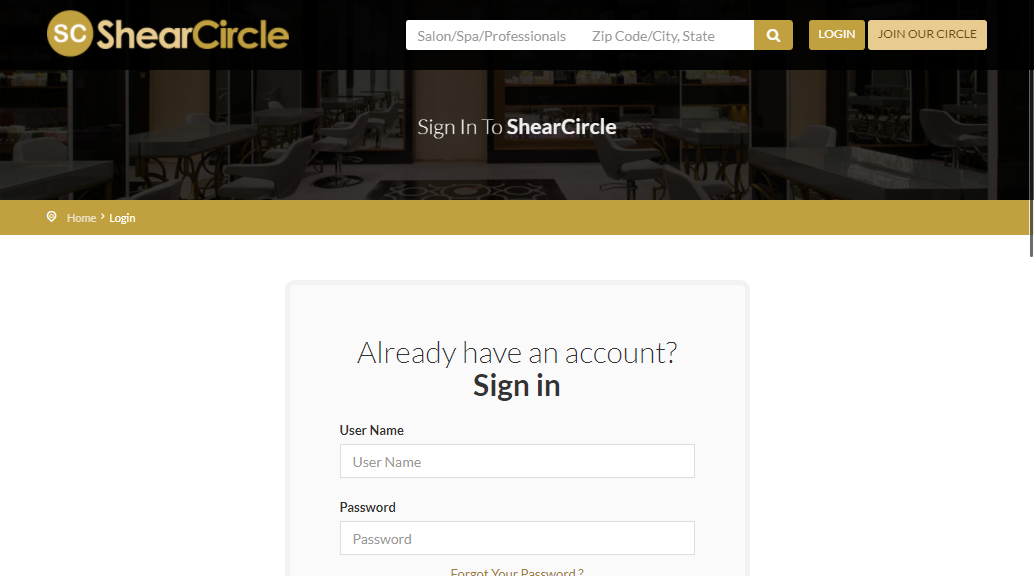 SC ShearCircle
Salon/Spa/Professionals Zip Code/City, State LOGIN JOIN OUR CIRCLE
Sign In To ShearCircle
Home › Login
Already have an account?
Sign in
User Name
User Name
Password
Password
Forgot Your Password ?